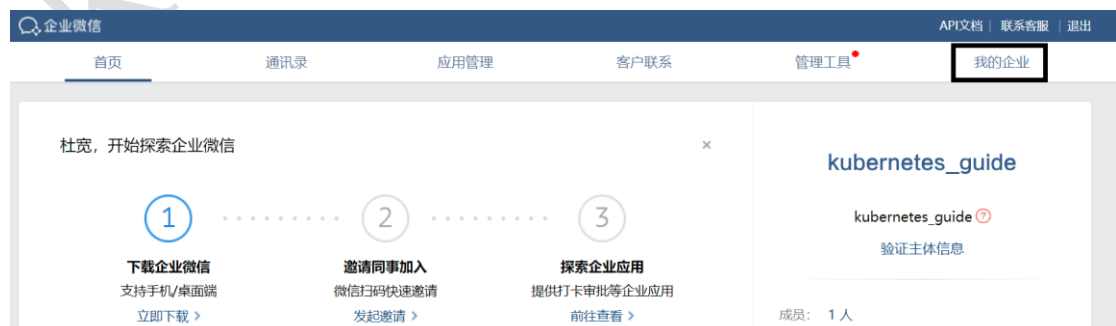 企业微信
API文档 | 联系客服 | 退出
首页 通讯录 应用管理 客户联系 管理工具 我的企业
杜宽，开始探索企业微信 ×
kubernetes_guide
1 2 3
kubernetes_guide ?
验证主体信息
下载企业微信 邀请同事加入 探索企业应用
支持手机/桌面端 微信扫码快速邀请 提供打卡审批等企业应用
立即下载 > 发起邀请 > 前往查看 >
成员： 1 人